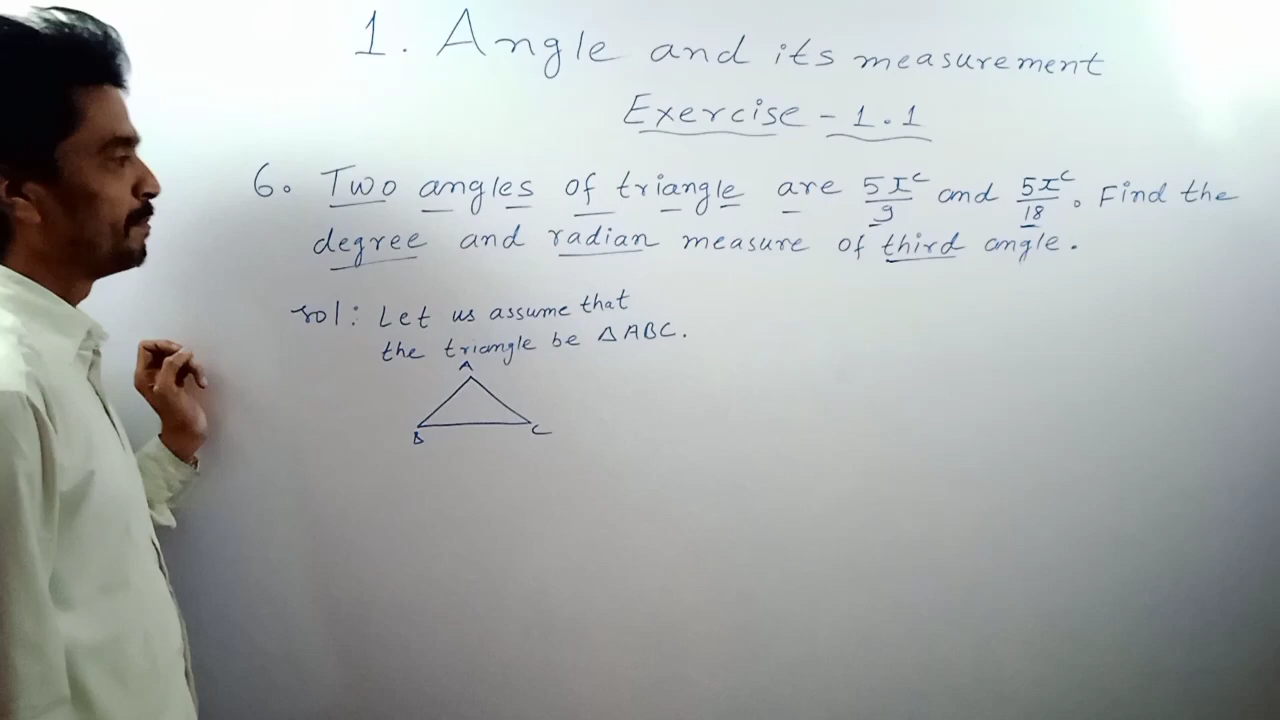 1. Angle and its measurement
Exercise - 1.1
6. Two angles of triangle are 5π^c/9 and 5π^c/18. Find the
degree and radian measure of third angle.
sol: Let us assume that
the triangle be △ABC.
A
B C